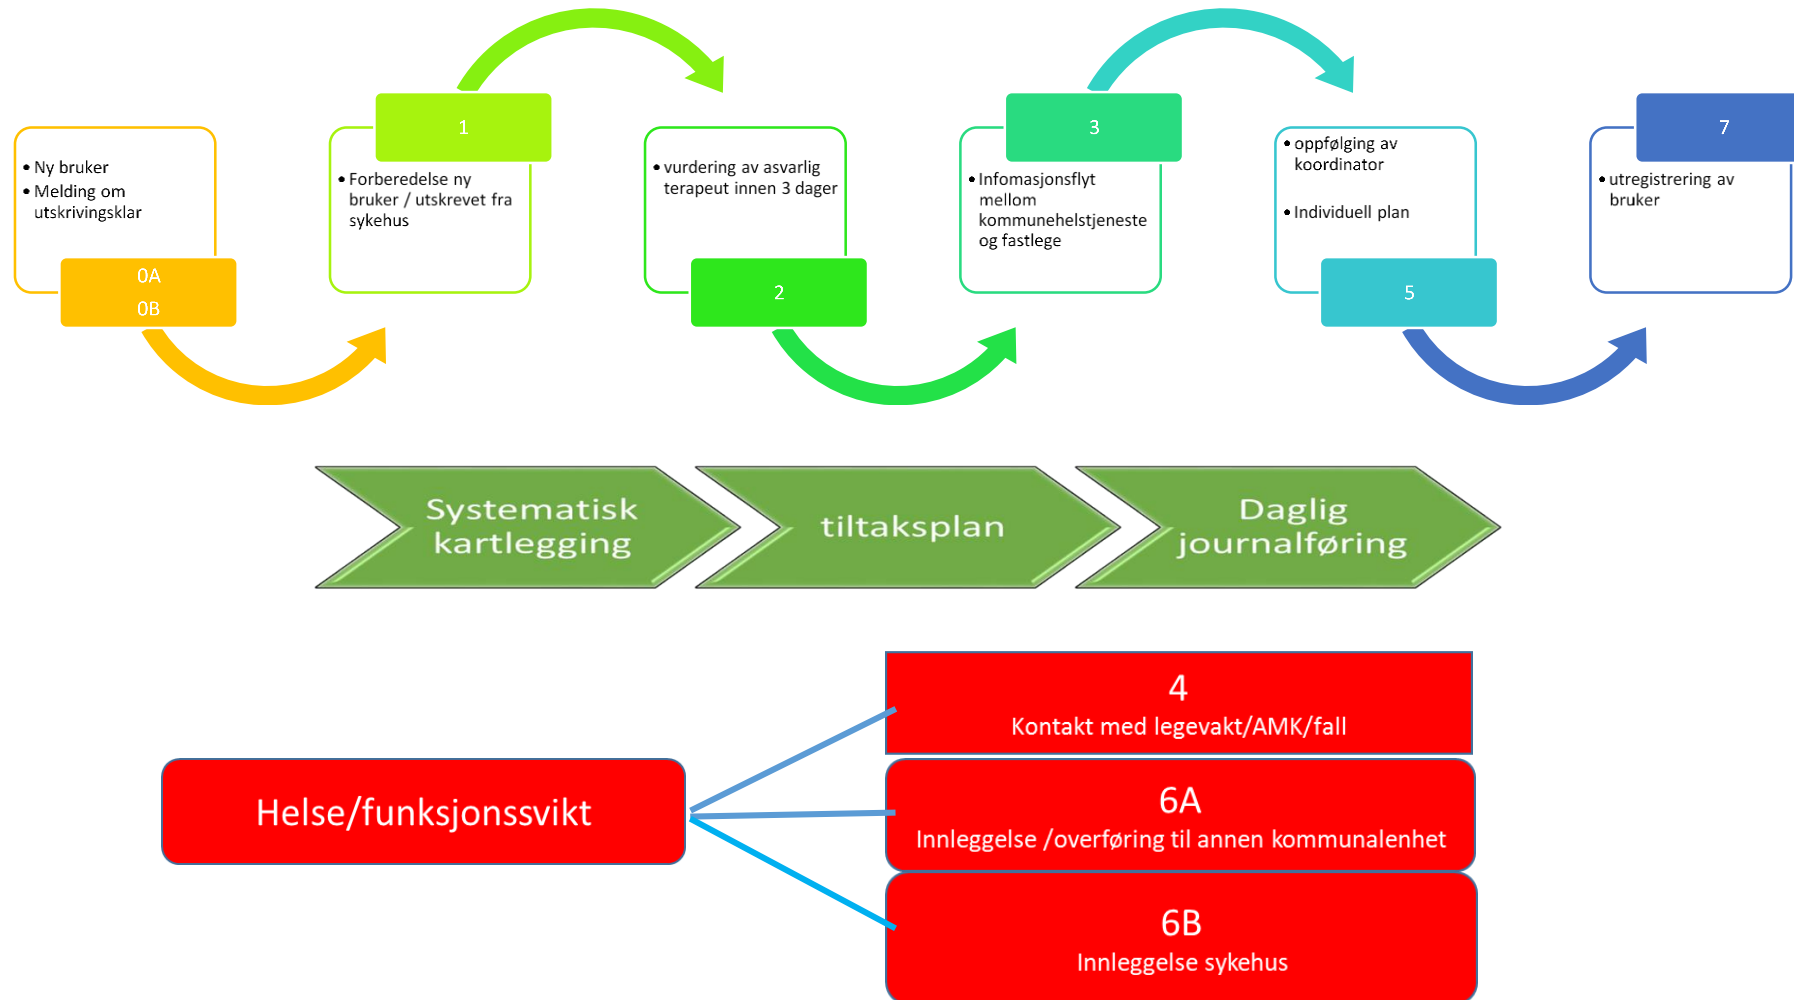 • Ny bruker
• Melding om
utskrivingsklar
0A
0B
1
• Forberedelse ny
bruker / utskrevet fra
sykehus
• vurdering av asvarlig
terapeut innen 3 dager
2
3
• Infomasjonsflyt
mellom
kommunehelstjeneste
og fastlege
• oppfølging av
koordinator
• Individuell plan
5
7
• utregistrering av
bruker
Systematisk
kartlegging
tiltaksplan
Daglig
journalføring
Helse/funksjonssvikt
4
Kontakt med legevakt/AMK/fall
6A
Innleggelse /overføring til annen kommunalenhet
6B
Innleggelse sykehus